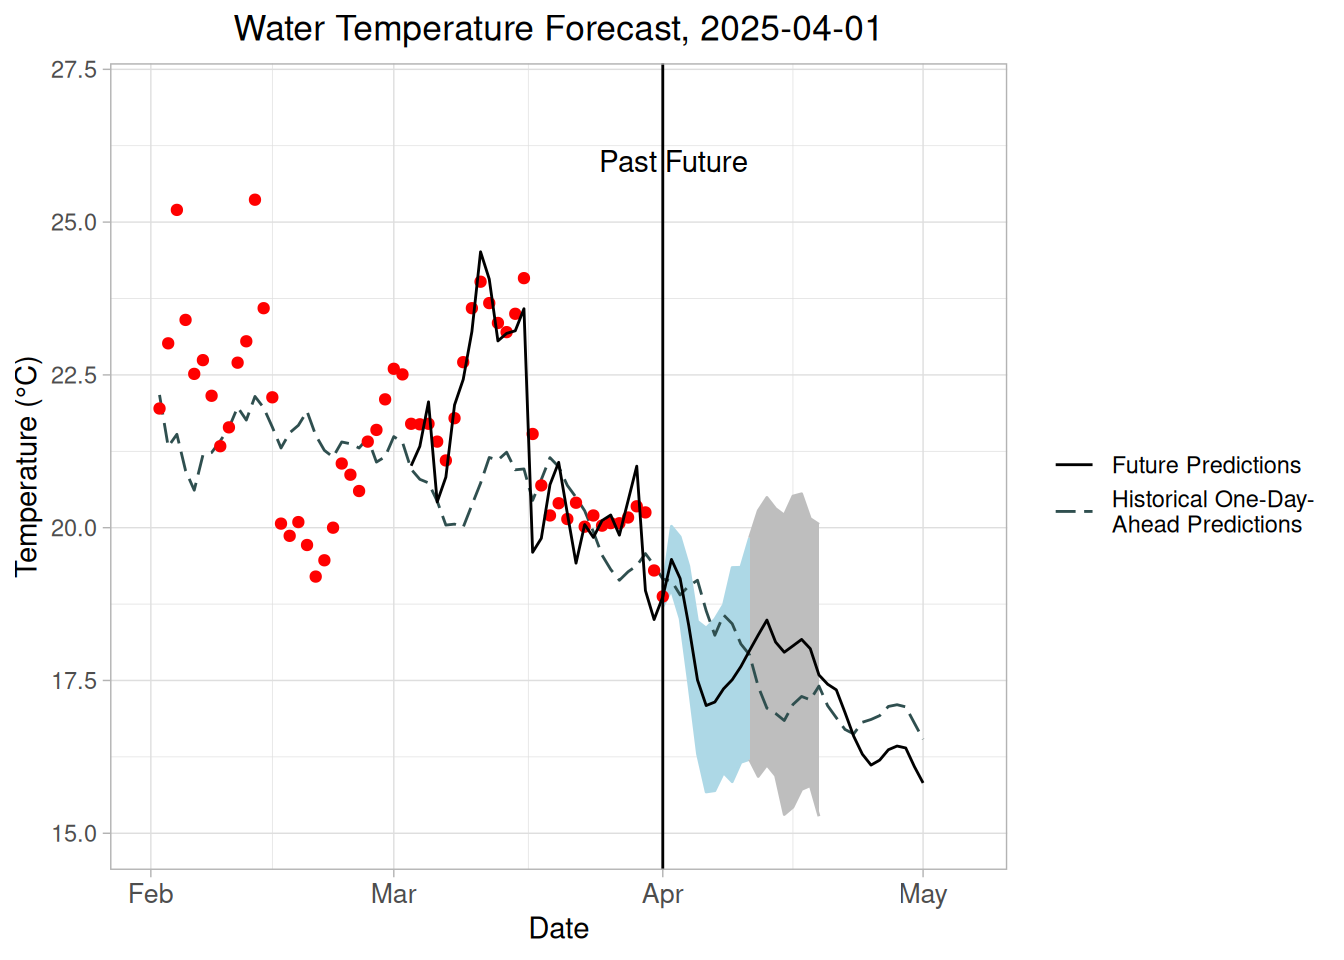 Water Temperature Forecast, 2025-04-01
27.5
25.0
22.5
20.0
17.5
15.0
Temperature (°C)
Past Future
Feb Mar Apr May
Date
Future Predictions
Historical One-Day-
Ahead Predictions